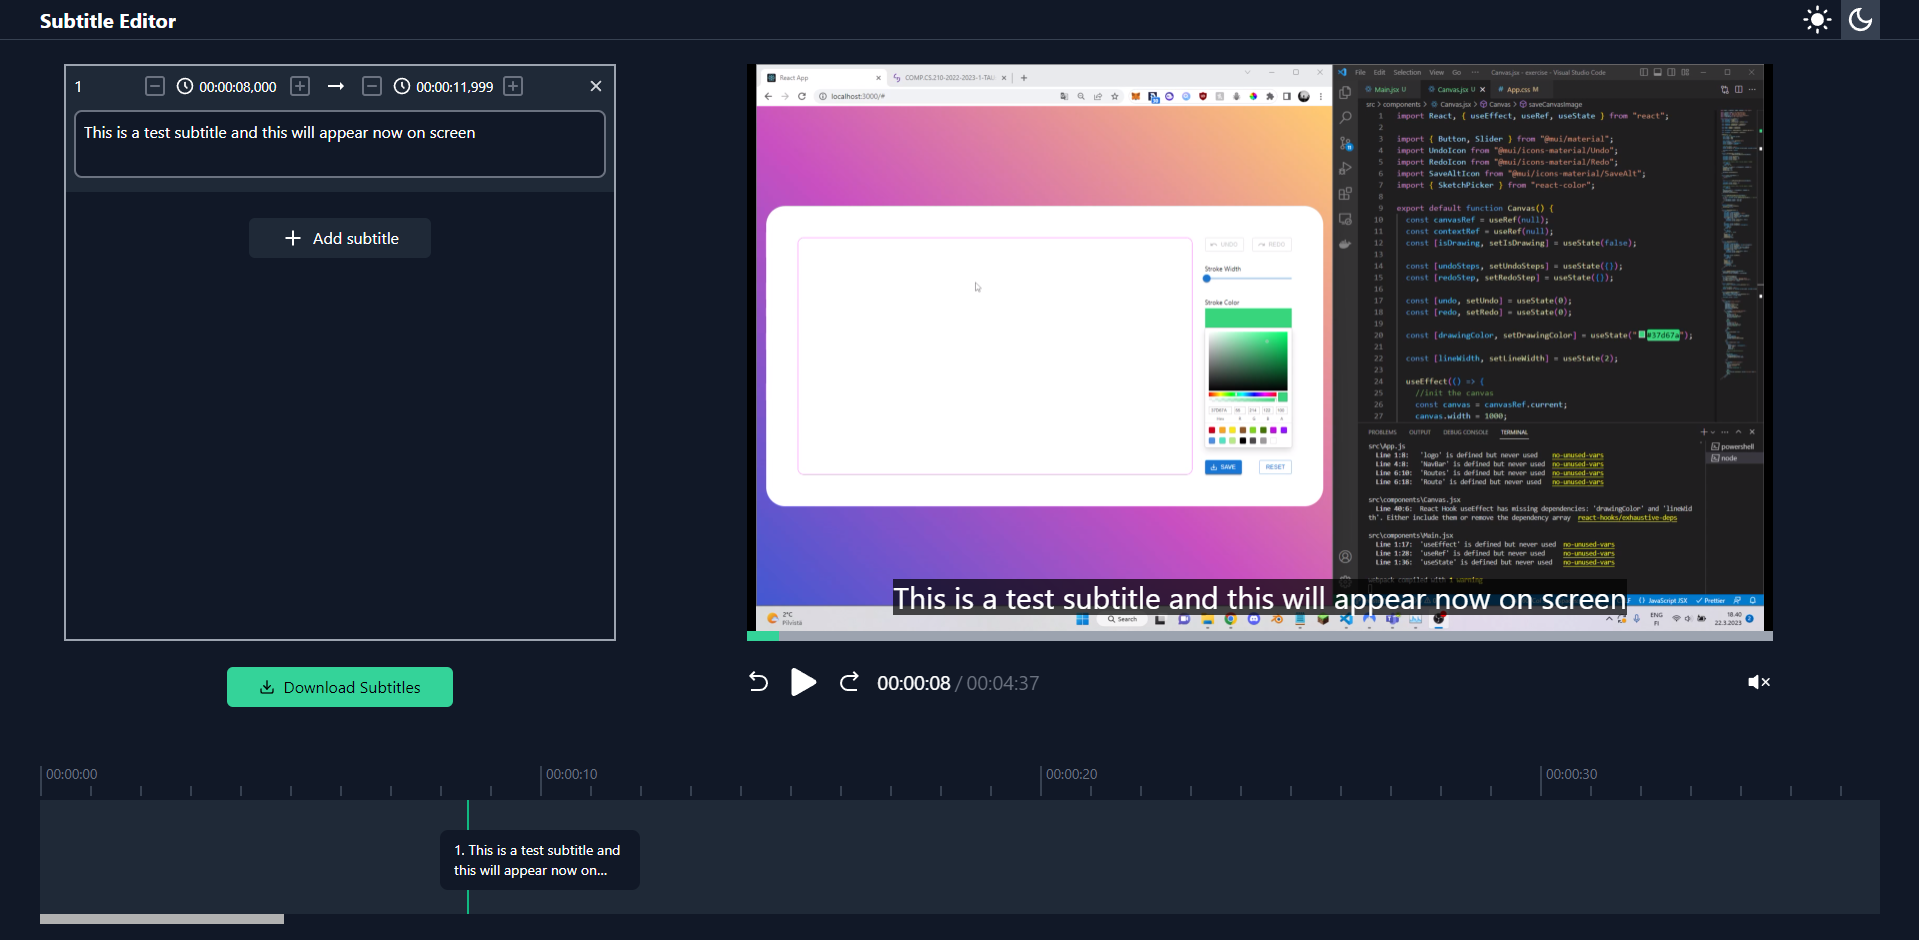 Subtitle Editor
1
00:00:08,000
00:00:11,999
This is a test subtitle and this will appear now on screen
Add subtitle
Download Subtitles
React App
COMP.CS.210-2022-2023-1-TAU
localhost:3000/#
UNDO
REDO
Stroke Width
Stroke Color
SAVE
RESET
2°C
Pilvistä
Search
File Edit Selection View Go ... Canvas.jsx - exercise - Visual Studio Code
Main.jsx U
Canvas.jsx U
App.css M
src > components > Canvas.jsx > Canvas > saveCanvasImage
1 import React, { useEffect, useRef, useState } from "react";
2
3 import { Button, Slider } from "@mui/material";
4 import UndoIcon from "@mui/icons-material/Undo";
5 import RedoIcon from "@mui/icons-material/Redo";
6 import SaveAltIcon from "@mui/icons-material/SaveAlt";
7 import { SketchPicker } from "react-color";
8
9 export default function Canvas() {
10 const canvasRef = useRef(null);
11 const contextRef = useRef(null);
12 const [isDrawing, setIsDrawing] = useState(false);
13
14 const [undoSteps, setUndoSteps] = useState({});
15 const [redoStep, setRedoStep] = useState({});
16
17 const [undo, setUndo] = useState(0);
18 const [redo, setRedo] = useState(0);
19
20 const [drawingColor, setDrawingColor] = useState("#37d67a");
21
22 const [lineWidth, setLineWidth] = useState(2);
23
24 useEffect(() => {
25 //init the canvas
26 const canvas = canvasRef.current;
27 canvas.width = 1000;
PROBLEMS OUTPUT DEBUG CONSOLE TERMINAL
powershell
node
src\App.js
Line 1:8: 'logo' is defined but never used no-unused-vars
Line 4:8: 'NavBar' is defined but never used no-unused-vars
Line 6:10: 'Routes' is defined but never used no-unused-vars
Line 6:18: 'Route' is defined but never used no-unused-vars
src\components\Canvas.jsx
Line 40:6: React Hook useEffect has missing dependencies: 'drawingColor' and 'lineWid
th'. Either include them or remove the dependency array react-hooks/exhaustive-deps
src\components\Main.jsx
Line 1:17: 'useEffect' is defined but never used no-unused-vars
Line 1:28: 'useRef' is defined but never used no-unused-vars
Line 1:36: 'useState' is defined but never used no-unused-vars
webpack compiled with 1 warning
This is a test subtitle and this will appear now on screen
JavaScript JSX
Prettier
ENG
FI
16.40
22.3.2023
00:00:08 / 00:04:37
00:00:00
00:00:10
00:00:20
00:00:30
1. This is a test subtitle and
this will appear now on...